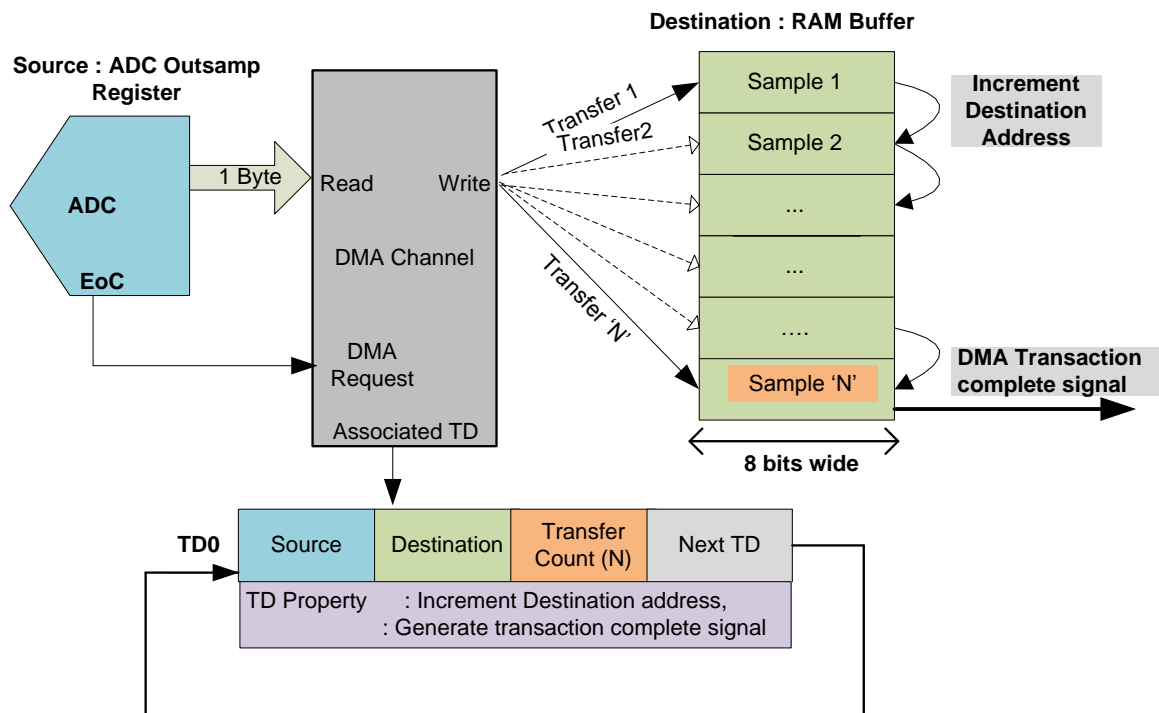 Destination : RAM Buffer
Source : ADC Outsamp
Register
ADC
EoC
1 Byte
Read
Write
DMA Channel
DMA
Request
Associated TD
Transfer 1
Transfer2
Transfer ‘N’
Sample 1
Sample 2
...
...
....
Sample ‘N’
8 bits wide
Increment
Destination
Address
DMA Transaction
complete signal
TD0
Source
Destination
Transfer
Count (N)
Next TD
TD Property : Increment Destination address,
: Generate transaction complete signal